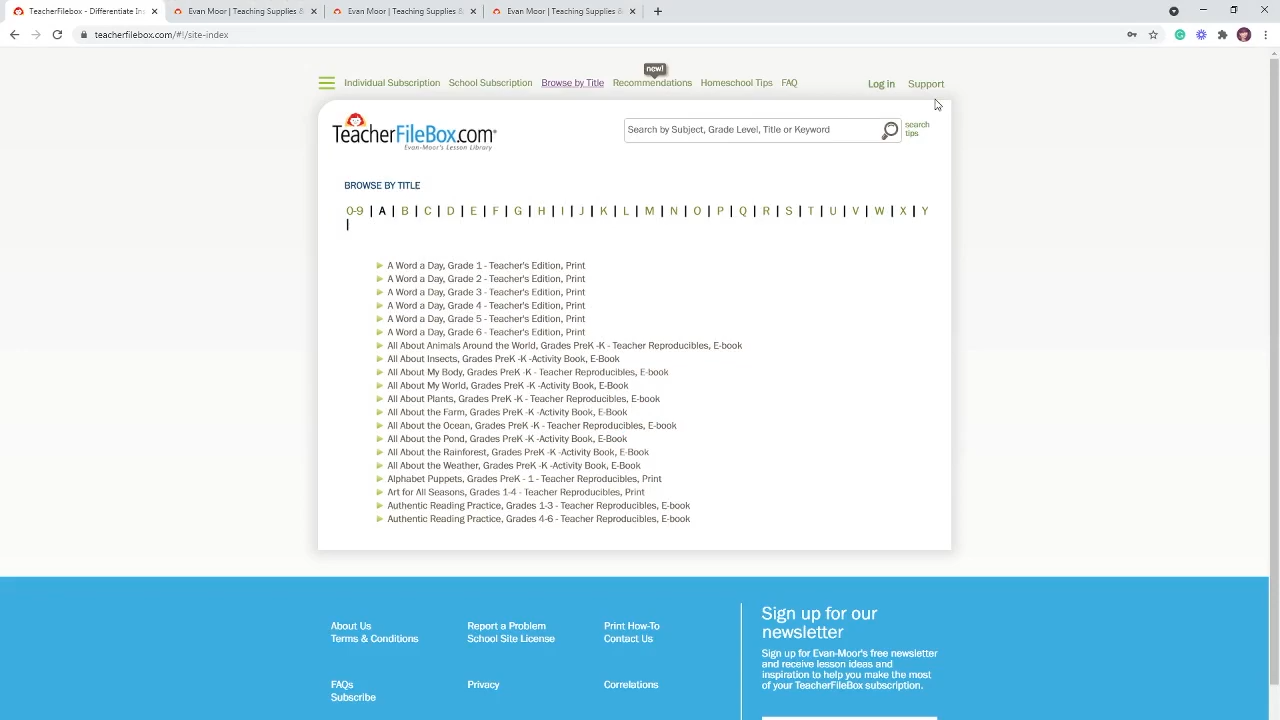 TeacherFilebox - Differentiate In
Evan Moor | Teaching Supplies &
Evan Moor | Teaching Supplies &
Evan Moor | Teaching Supplies &
teacherfilebox.com/#!/site-index
new!
Individual Subscription School Subscription Browse by Title Recommendations Homeschool Tips FAQ Log in Support
TeacherFileBox.com
Evan-Moor's Lesson Library
Search by Subject, Grade Level, Title or Keyword
search
tips
BROWSE BY TITLE
0-9 | A | B | C | D | E | F | G | H | I | J | K | L | M | N | O | P | Q | R | S | T | U | V | W | X | Y
|
A Word a Day, Grade 1 - Teacher's Edition, Print
A Word a Day, Grade 2 - Teacher's Edition, Print
A Word a Day, Grade 3 - Teacher's Edition, Print
A Word a Day, Grade 4 - Teacher's Edition, Print
A Word a Day, Grade 5 - Teacher's Edition, Print
A Word a Day, Grade 6 - Teacher's Edition, Print
All About Animals Around the World, Grades PreK -K - Teacher Reproducibles, E-book
All About Insects, Grades PreK -K -Activity Book, E-Book
All About My Body, Grades PreK -K - Teacher Reproducibles, E-book
All About My World, Grades PreK -K -Activity Book, E-Book
All About Plants, Grades PreK -K - Teacher Reproducibles, E-book
All About the Farm, Grades PreK -K -Activity Book, E-Book
All About the Ocean, Grades PreK -K - Teacher Reproducibles, E-book
All About the Pond, Grades PreK -K -Activity Book, E-Book
All About the Rainforest, Grades PreK -K -Activity Book, E-Book
All About the Weather, Grades PreK -K -Activity Book, E-Book
Alphabet Puppets, Grades PreK - 1 - Teacher Reproducibles, Print
Art for All Seasons, Grades 1-4 - Teacher Reproducibles, Print
Authentic Reading Practice, Grades 1-3 - Teacher Reproducibles, E-book
Authentic Reading Practice, Grades 4-6 - Teacher Reproducibles, E-book
About Us
Terms & Conditions
FAQs
Subscribe
Report a Problem
School Site License
Privacy
Print How-To
Contact Us
Correlations
Sign up for our
newsletter
Sign up for Evan-Moor's free newsletter
and receive lesson ideas and
inspiration to help you make the most
of your TeacherFileBox subscription.